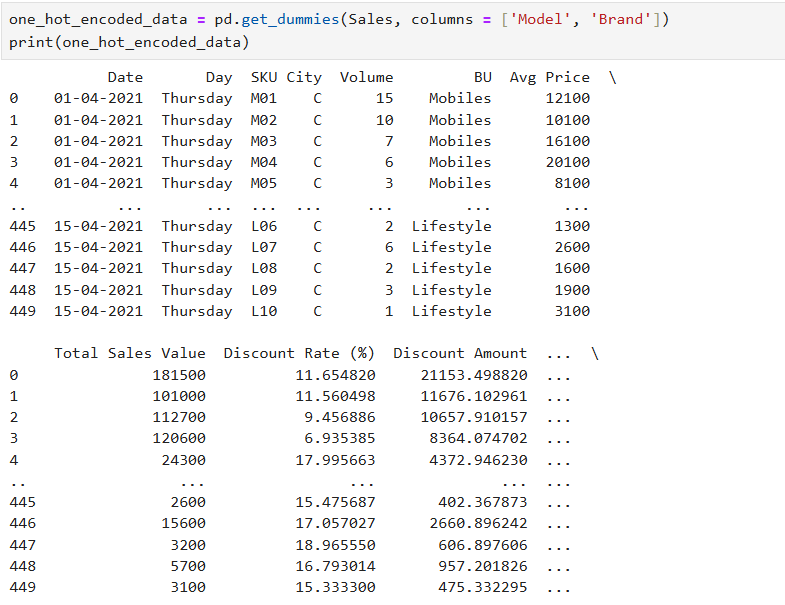 one_hot_encoded_data = pd.get_dummies(Sales, columns = ['Model', 'Brand'])
print(one_hot_encoded_data)
Date Day SKU City Volume BU Avg Price \
0 01-04-2021 Thursday M01 C 15 Mobiles 12100
1 01-04-2021 Thursday M02 C 10 Mobiles 10100
2 01-04-2021 Thursday M03 C 7 Mobiles 16100
3 01-04-2021 Thursday M04 C 6 Mobiles 20100
4 01-04-2021 Thursday M05 C 3 Mobiles 8100
.. ... ... ... ... ... ... ...
445 15-04-2021 Thursday L06 C 2 Lifestyle 1300
446 15-04-2021 Thursday L07 C 6 Lifestyle 2600
447 15-04-2021 Thursday L08 C 2 Lifestyle 1600
448 15-04-2021 Thursday L09 C 3 Lifestyle 1900
449 15-04-2021 Thursday L10 C 1 Lifestyle 3100
Total Sales Value Discount Rate (%) Discount Amount ... \
0 181500 11.654820 21153.498820 ...
1 101000 11.560498 11676.102961 ...
2 112700 9.456886 10657.910157 ...
3 120600 6.935385 8364.074702 ...
4 24300 17.995663 4372.946230 ...
.. ... ... ... ...
445 2600 15.475687 402.367873 ...
446 15600 17.057027 2660.896242 ...
447 3200 18.965550 606.897606 ...
448 5700 16.793014 957.201826 ...
449 3100 15.333300 475.332295 ...